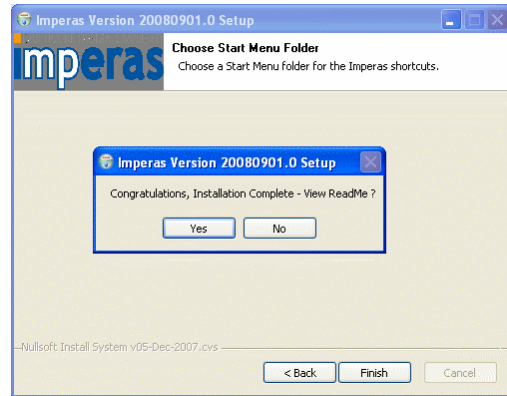 Imperas Version 20080901.0 Setup
imperas
Choose Start Menu Folder
Choose a Start Menu folder for the Imperas shortcuts.
Imperas Version 20080901.0 Setup
Congratulations, Installation Complete - View ReadMe ?
Yes No
Nullsoft Install System v05-Dec-2007.cvs
< Back Finish Cancel